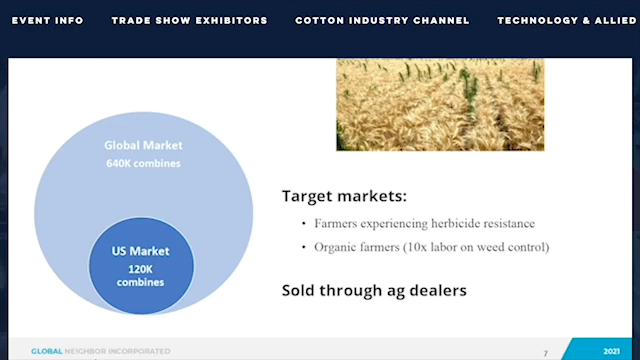 EVENT INFO
TRADE SHOW EXHIBITORS
COTTON INDUSTRY CHANNEL
TECHNOLOGY & ALLIED
Global Market
640K combines
US Market
120K
combines
Target markets:
• Farmers experiencing herbicide resistance
• Organic farmers (10x labor on weed control)
Sold through ag dealers
GLOBAL NEIGHBOR INCORPORATED
7
2021